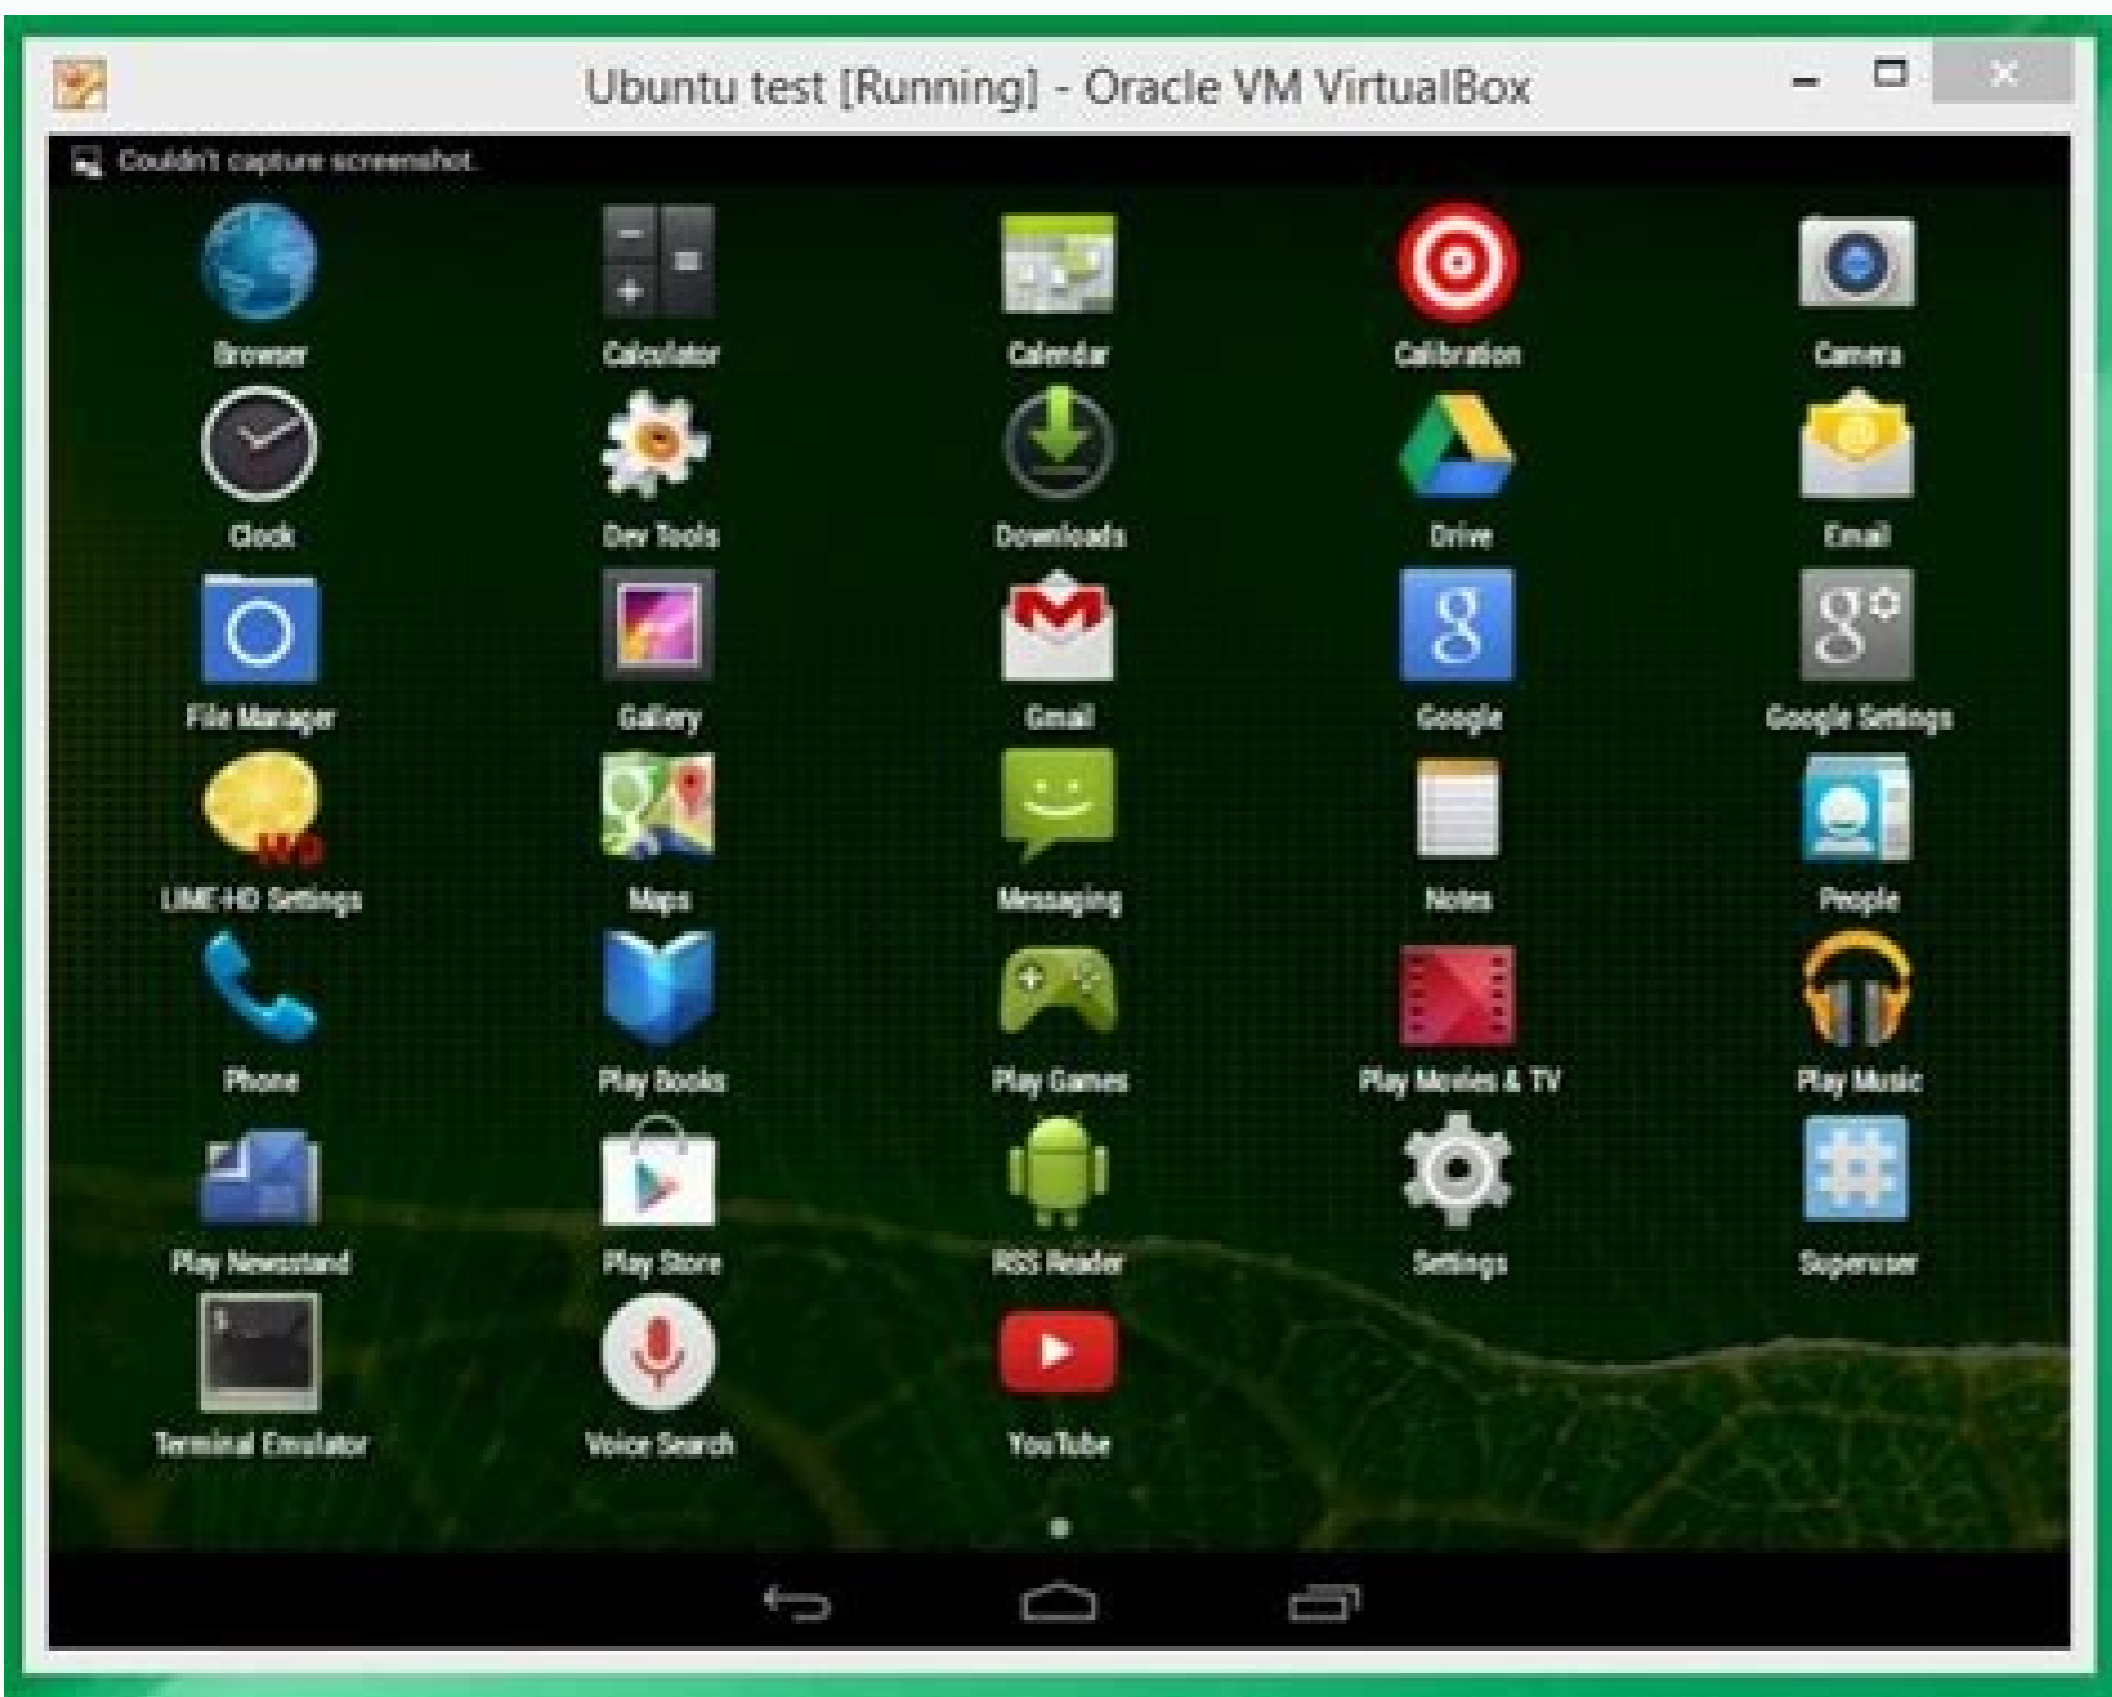 Ubuntu test [Running] - Oracle VM VirtualBox
Couldn't capture screenshot.
Browser Calculator Calendar Calibration Camera
Clock Dev Tools Downloads Drive Email
File Manager Gallery Gmail Google Google Settings
LIME-HD Settings Maps Messaging Notes People
Phone Play Books Play Games Play Movies & TV Play Music
Play Newsstand Play Store RSS Reader Settings Superuser
Terminal Emulator Voice Search YouTube